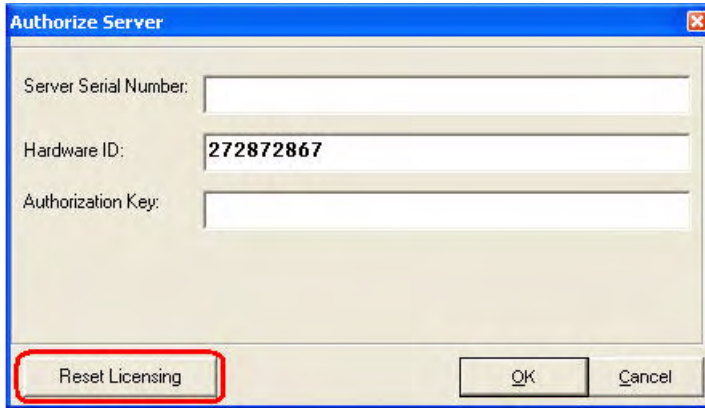 Authorize Server
Server Serial Number:
Hardware ID: 272872867
Authorization Key:
Reset Licensing OK Cancel